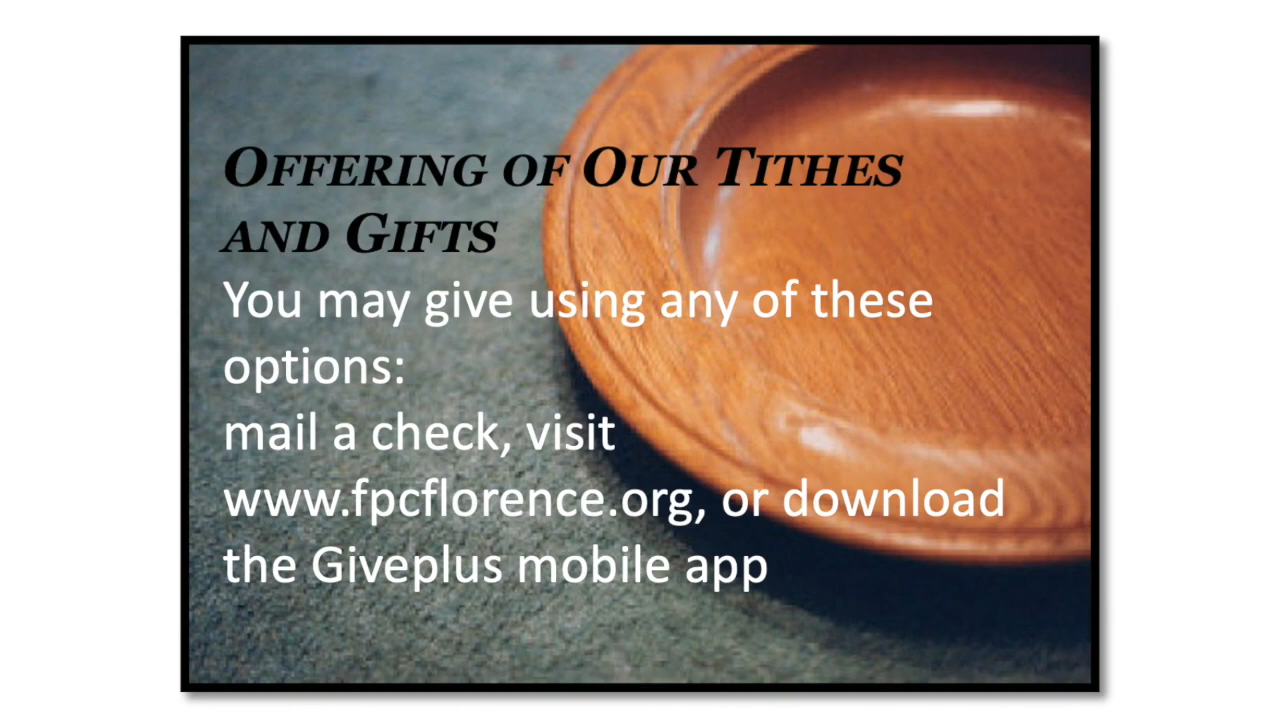 OFFERING OF OUR TITHES
AND GIFTS
You may give using any of these
options:
mail a check, visit
www.fpcflorence.org, or download
the Giveplus mobile app